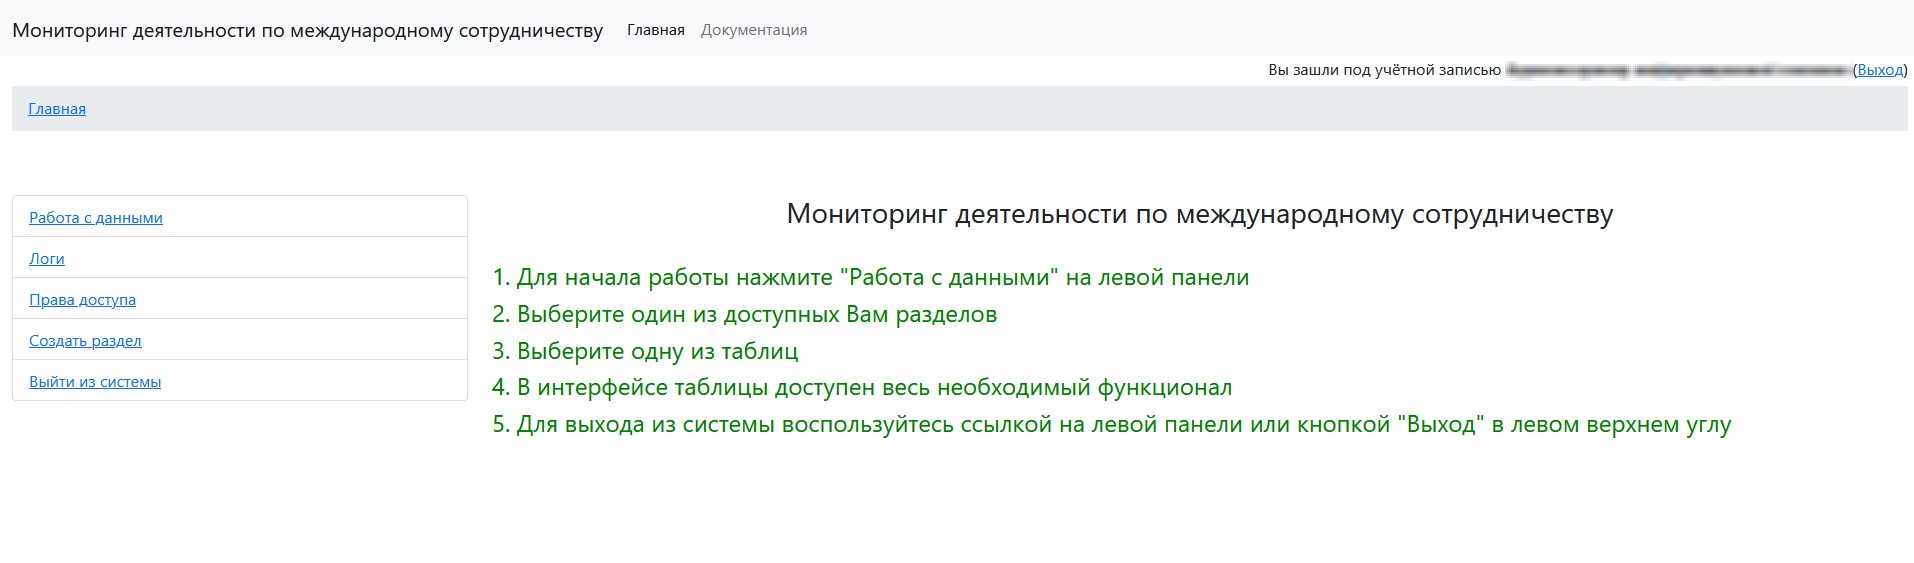 Мониторинг деятельности по международному сотрудничеству Главная Документация
Вы зашли под учётной записью (Выход)
Главная
Работа с данными
Логи
Права доступа
Создать раздел
Выйти из системы
Мониторинг деятельности по международному сотрудничеству
1. Для начала работы нажмите "Работа с данными" на левой панели
2. Выберите один из доступных Вам разделов
3. Выберите одну из таблиц
4. В интерфейсе таблицы доступен весь необходимый функционал
5. Для выхода из системы воспользуйтесь ссылкой на левой панели или кнопкой "Выход" в левом верхнем углу